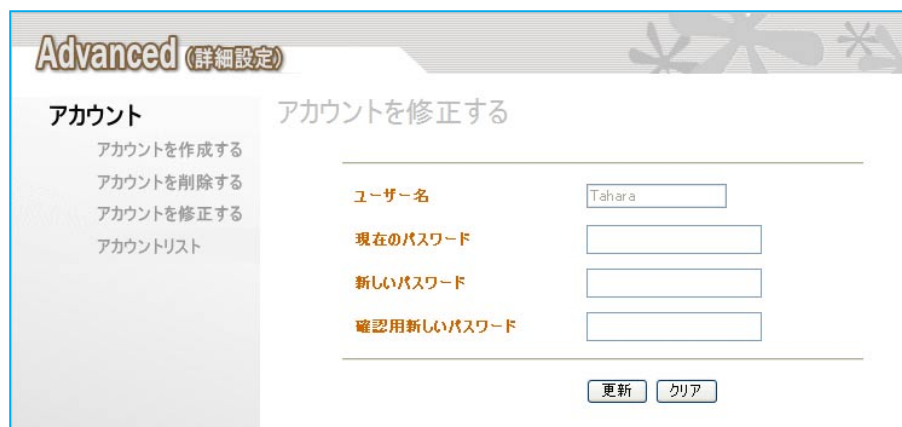 Advanced (詳細設定)
アカウント
アカウントを作成する
アカウントを削除する
アカウントを修正する
アカウントリスト
アカウントを修正する
ユーザー名 Tahara
現在のパスワード
新しいパスワード
確認用新しいパスワード
更新 クリア